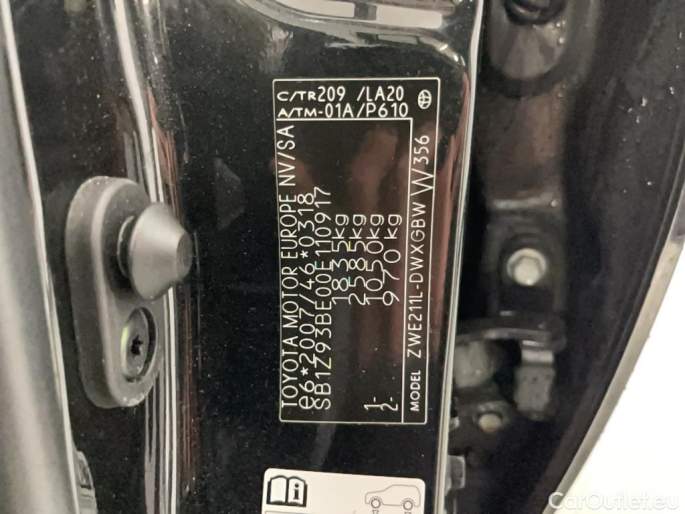 C/TR209 /LA20
A/TM-01A/P610
TOYOTA MOTOR EUROPE NV/SA
e6*2007/46*0318
SB1Z93BE00E110917
1835kg
2585kg
1- 1050kg
2- 970kg
MODEL ZWE211L-DWXGBW W356
CarOutlet.eu